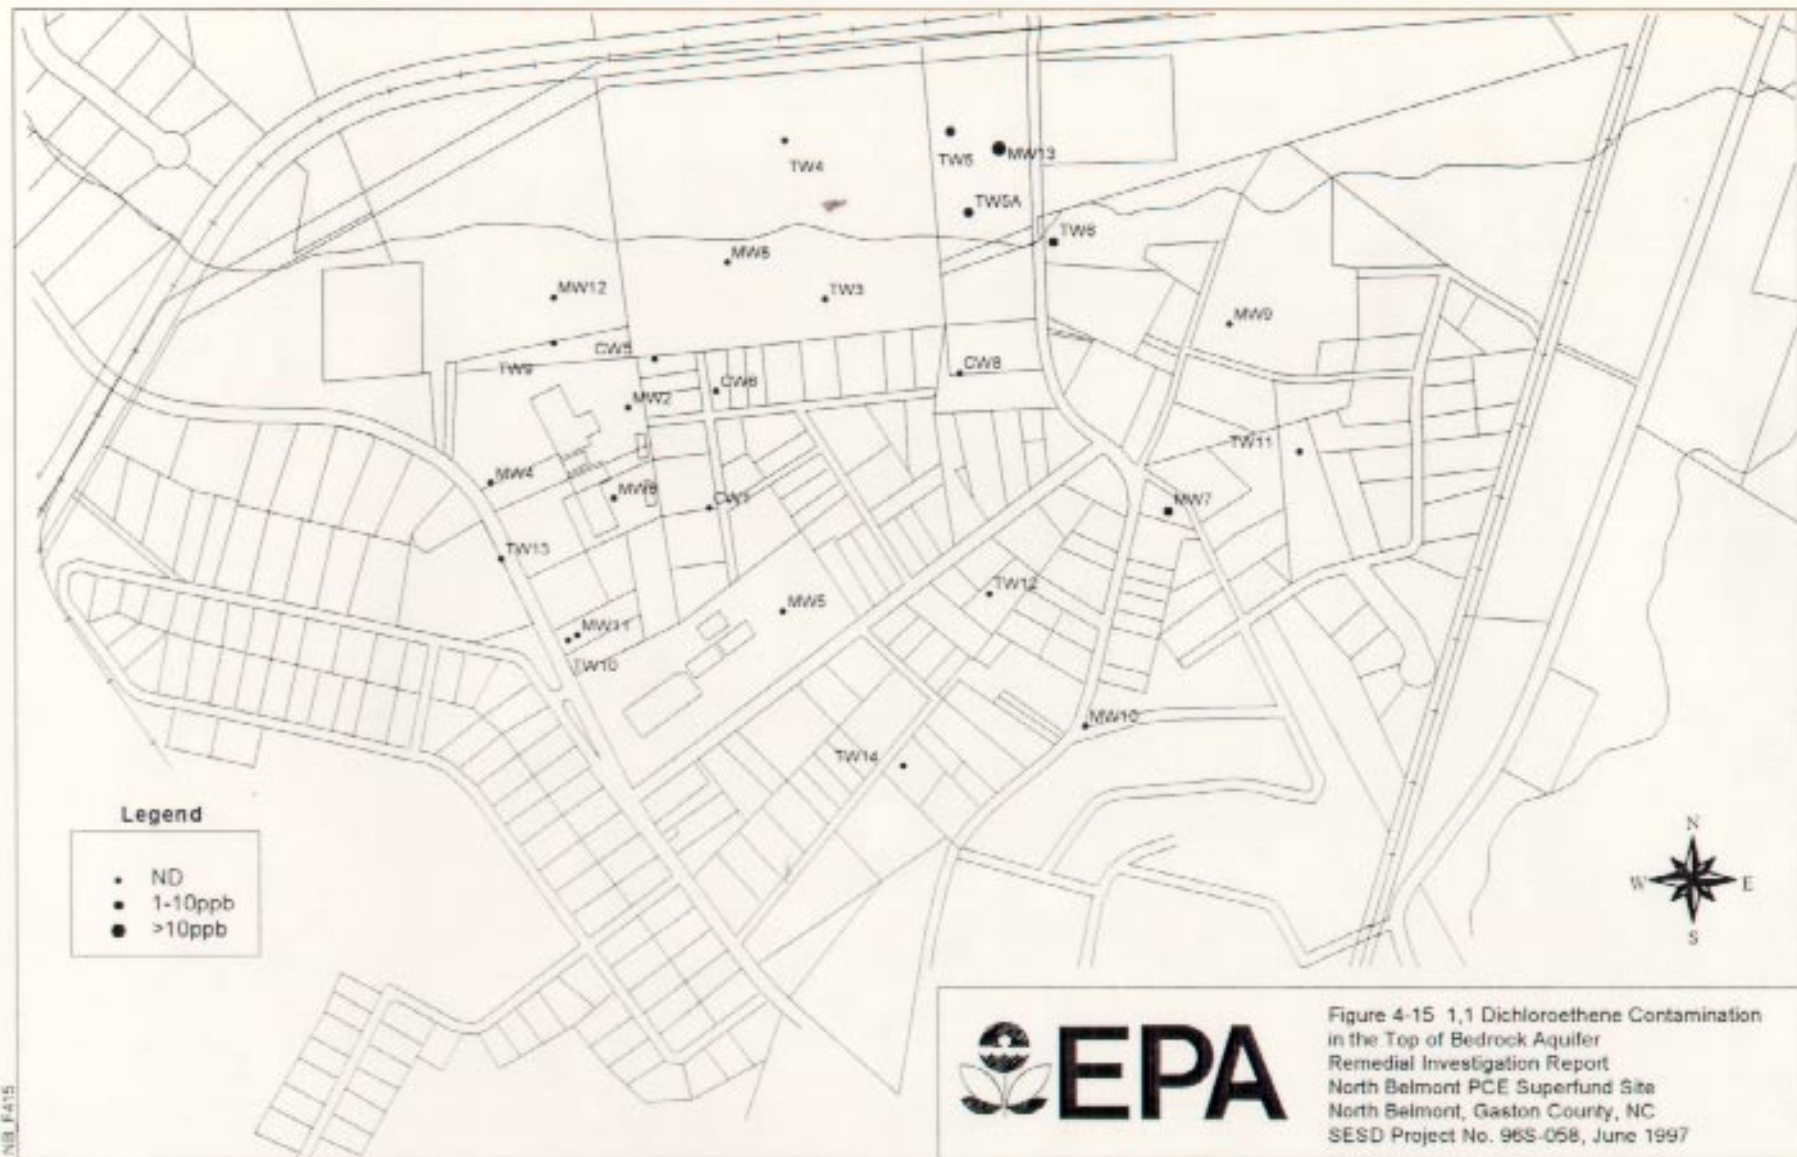 TW4
TW5
MW13
TW5A
TW6
MW8
MW12
TW3
MW9
CW5
TW9
CW8
CW6
MW2
TW11
MW4
MW6
CW7
MW7
TW13
TW12
MW5
MW11
TW10
MW10
TW14
Legend
ND
1-10ppb
>10ppb
N
W E
S
EPA
Figure 4-15 1,1 Dichloroethene Contamination
in the Top of Bedrock Aquifer
Remedial Investigation Report
North Belmont PCE Superfund Site
North Belmont, Gaston County, NC
SESD Project No. 96S-058, June 1997
NB_F415